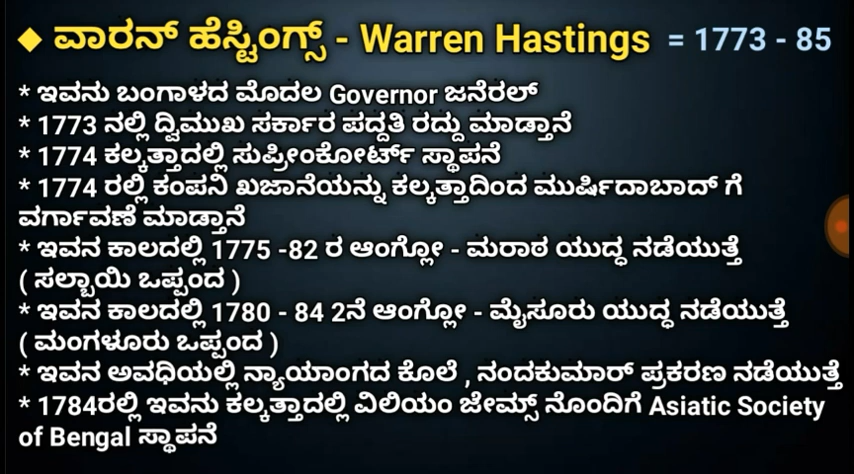 ◆ ವಾರನ್ ಹೆಸ್ಟಿಂಗ್ಸ್ - Warren Hastings = 1773 - 85
* ಇವನು ಬಂಗಾಳದ ಮೊದಲ Governor ಜನೆರಲ್
* 1773 ನಲ್ಲಿ ದ್ವಿಮುಖ ಸರ್ಕಾರ ಪದ್ದತಿ ರದ್ದು ಮಾಡ್ತಾನೆ
* 1774 ಕಲ್ಕತ್ತಾದಲ್ಲಿ ಸುಪ್ರೀಂಕೋರ್ಟ್ ಸ್ಥಾಪನೆ
* 1774 ರಲ್ಲಿ ಕಂಪನಿ ಖಜಾನೆಯನ್ನು ಕಲ್ಕತ್ತಾದಿಂದ ಮುರ್ಷಿದಾಬಾದ್ ಗೆ
ವರ್ಗಾವಣೆ ಮಾಡ್ತಾನೆ
* ಇವನ ಕಾಲದಲ್ಲಿ 1775 -82 ರ ಆಂಗ್ಲೋ - ಮರಾಠ ಯುದ್ಧ ನಡೆಯುತ್ತೆ
( ಸಲ್ಬಾಯಿ ಒಪ್ಪಂದ )
* ಇವನ ಕಾಲದಲ್ಲಿ 1780 - 84 2ನೆ ಆಂಗ್ಲೋ - ಮೈಸೂರು ಯುದ್ಧ ನಡೆಯುತ್ತೆ
( ಮಂಗಳೂರು ಒಪ್ಪಂದ )
* ಇವನ ಅವಧಿಯಲ್ಲಿ ನ್ಯಾಯಾಂಗದ ಕೊಲೆ , ನಂದಕುಮಾರ್ ಪ್ರಕರಣ ನಡೆಯುತ್ತೆ
* 1784ರಲ್ಲಿ ಇವನು ಕಲ್ಕತ್ತಾದಲ್ಲಿ ವಿಲಿಯಂ ಜೇಮ್ಸ್ ನೊಂದಿಗೆ Asiatic Society
of Bengal ಸ್ಥಾಪನೆ